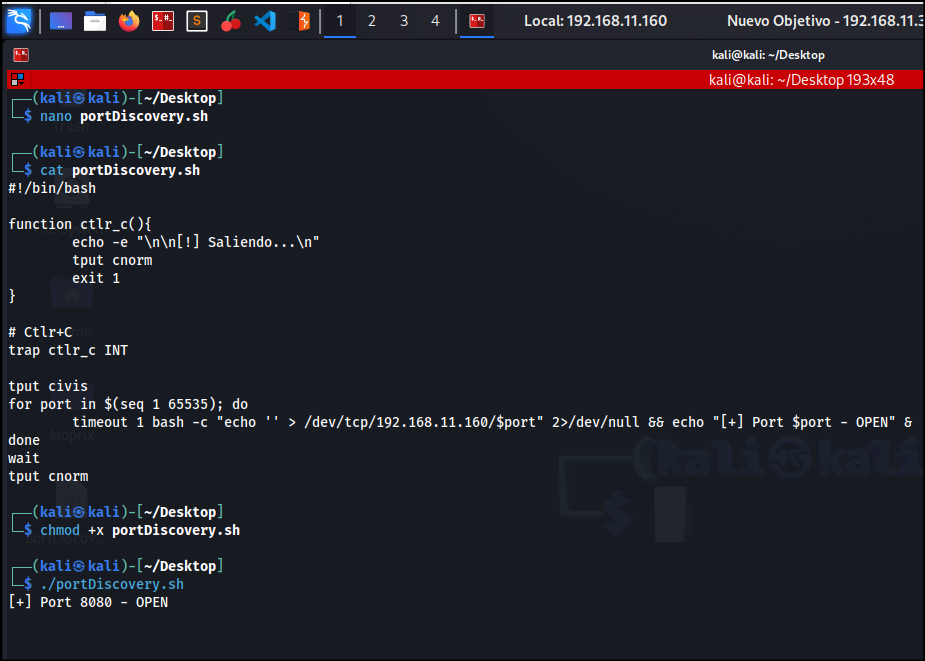 1 2 3 4 Local: 192.168.11.160 Nuevo Objetivo - 192.168.11.3
kali@kali: ~/Desktop
kali@kali: ~/Desktop 193x48
(kali㉿kali)-[~/Desktop]
$ nano portDiscovery.sh
(kali㉿kali)-[~/Desktop]
$ cat portDiscovery.sh
#!/bin/bash
function ctlr_c(){
echo -e "\n\n[!] Saliendo...\n"
tput cnorm
exit 1
}
# Ctlr+C
trap ctlr_c INT
tput civis
for port in $(seq 1 65535); do
timeout 1 bash -c "echo '' > /dev/tcp/192.168.11.160/$port" 2>/dev/null && echo "[+] Port $port - OPEN" &
done
wait
tput cnorm
(kali㉿kali)-[~/Desktop]
$ chmod +x portDiscovery.sh
(kali㉿kali)-[~/Desktop]
$ ./portDiscovery.sh
[+] Port 8080 - OPEN
(kali㉿kali
$